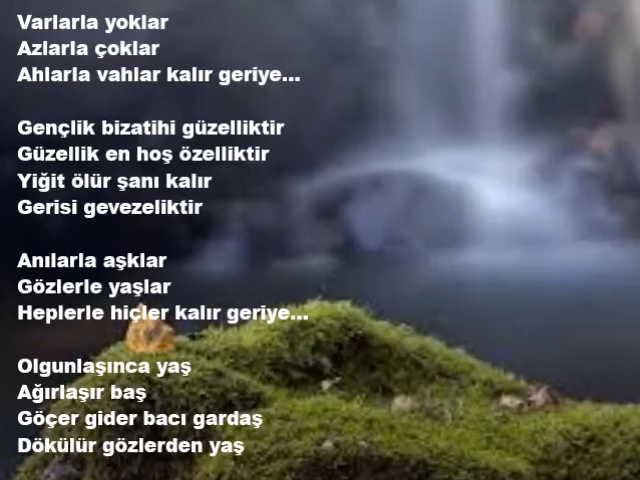 Varlarla yoklar
Azlarla çoklar
Ahlarla vahlar kalır geriye...
Gençlik bizatihi güzelliktir
Güzellik en hoş özelliktir
Yiğit ölür şanı kalır
Gerisi gevezeliktir
Anılarla aşklar
Gözlerle yaşlar
Heplerle hiçler kalır geriye...
Olgunlaşınca yaş
Ağırlaşır baş
Göçer gider bacı gardaş
Dökülür gözlerden yaş